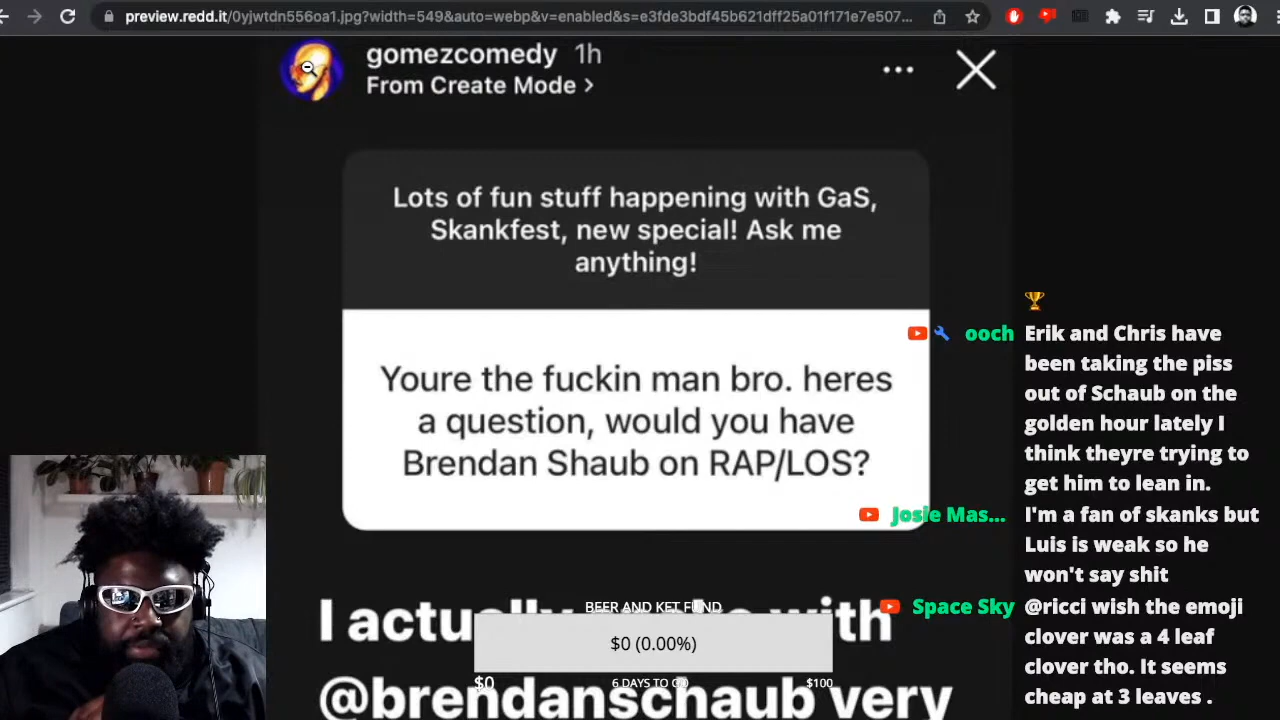 preview.redd.it/0yjwtdn556oa1.jpg?width=549&auto=webp&v=enabled&s=e3fde3bdf45b621dff25a01f171e7e507...
gomezcomedy 1h
From Create Mode >
Lots of fun stuff happening with GaS,
Skankfest, new special! Ask me
anything!
Youre the fuckin man bro. heres
a question, would you have
Brendan Shaub on RAP/LOS?
I actually with
@brendanschaub very
BEER AND KET FUND
$0 (0.00%)
$0 6 DAYS TO GO $100
ooch Erik and Chris have
been taking the piss
out of Schaub on the
golden hour lately I
think theyre trying to
get him to lean in.
Josie Mas... I'm a fan of skanks but
Luis is weak so he
won't say shit
Space Sky @ricci wish the emoji
clover was a 4 leaf
clover tho. It seems
cheap at 3 leaves .